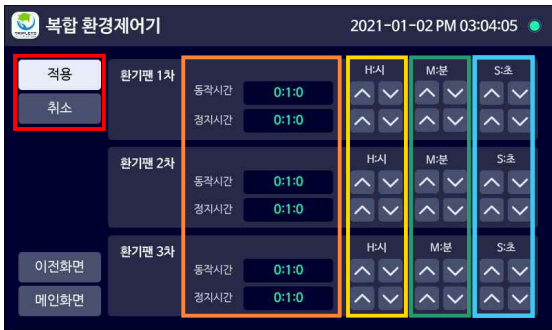 복합 환경제어기
2021-01-02 PM 03:04:05
적용
취소
환기팬 1차
H:시 M:분 S:초
동작시간 0:1:0
정지시간 0:1:0
환기팬 2차
H:시 M:분 S:초
동작시간 0:1:0
정지시간 0:1:0
환기팬 3차
H:시 M:분 S:초
동작시간 0:1:0
정지시간 0:1:0
이전화면
메인화면